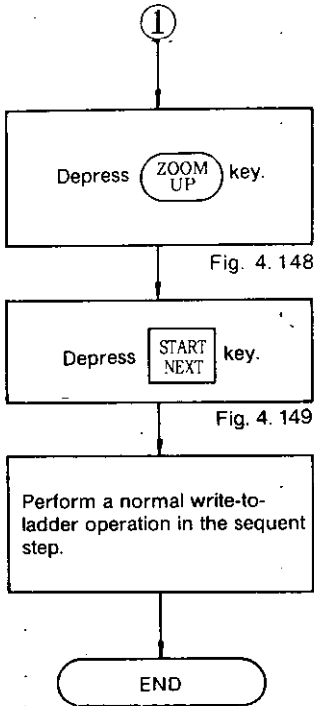 1
Depress ZOOM UP key.
Fig. 4. 148
Depress START NEXT key.
Fig. 4. 149
Perform a normal write-to-
ladder operation in the sequent
step.
END